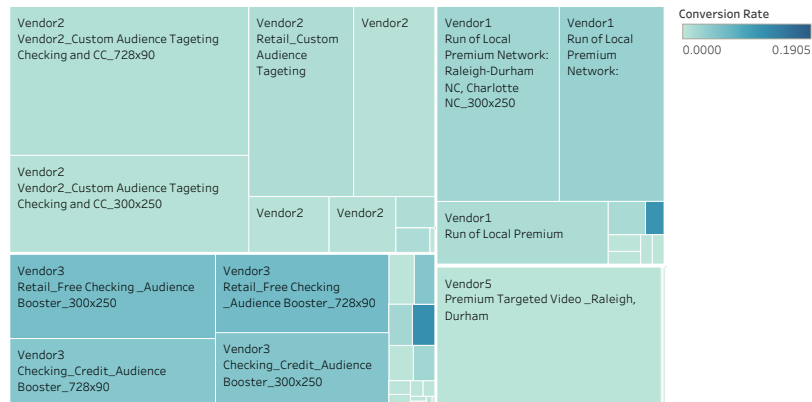 Vendor2
Vendor2_Custom Audience Tageting
Checking and CC_728x90
Vendor2
Retail_Custom
Audience
Tageting
Vendor2
Vendor1
Run of Local
Premium Network:
Raleigh-Durham
NC, Charlotte
NC_300x250
Vendor1
Run of Local
Premium
Network:
Conversion Rate
0.0000
0.1905
Vendor2
Vendor2_Custom Audience Tageting
Checking and CC_300x250
Vendor2
Vendor2
Vendor1
Run of Local Premium
Vendor3
Retail_Free Checking _Audience
Booster_300x250
Vendor3
Retail_Free Checking
_Audience Booster_728x90
Vendor5
Premium Targeted Video _Raleigh,
Durham
Vendor3
Checking_Credit_Audience
Booster_728x90
Vendor3
Checking_Credit_Audience
Booster_300x250